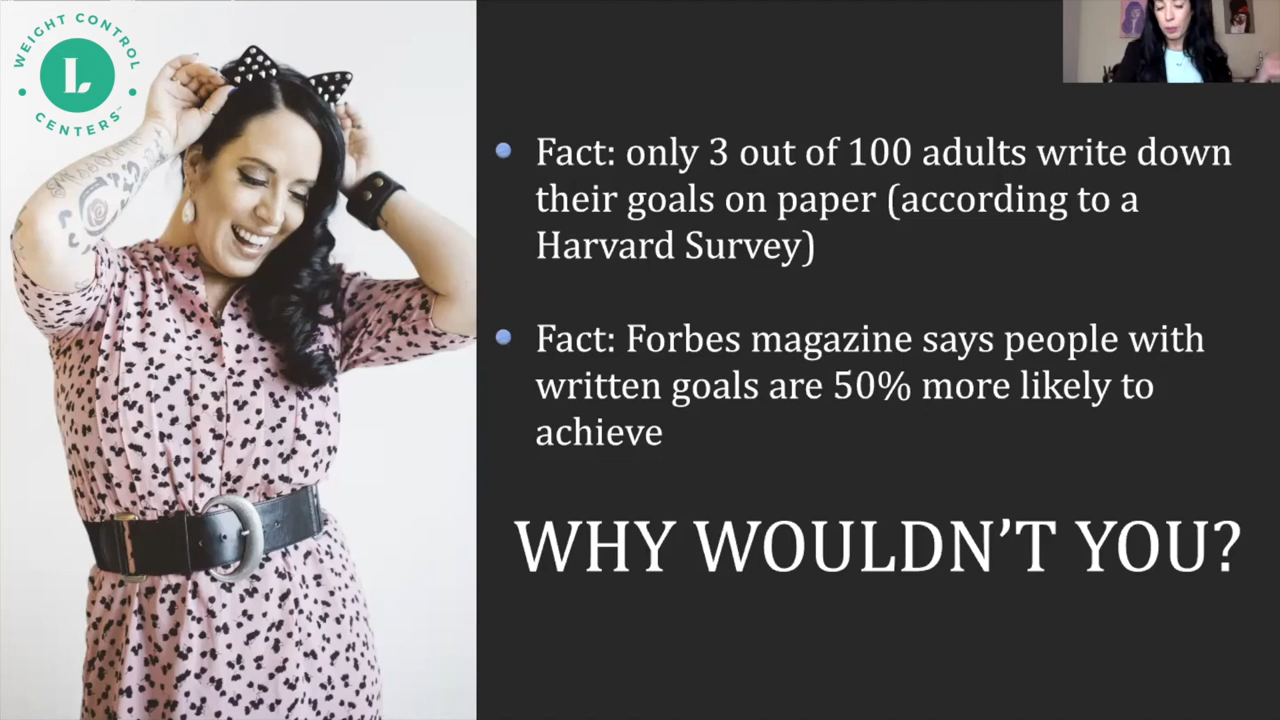 WEIGHT CONTROL
L
CENTERS™
Fact: only 3 out of 100 adults write down
their goals on paper (according to a
Harvard Survey)
Fact: Forbes magazine says people with
written goals are 50% more likely to
achieve
WHY WOULDN’T YOU?